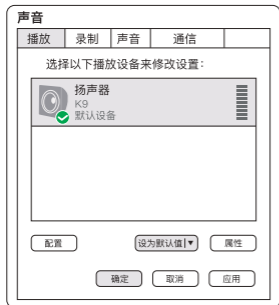 声音
播放 录制 声音 通信
选择以下播放设备来修改设置:
扬声器
K9
默认设备
配置 设为默认值 属性
确定 取消 应用